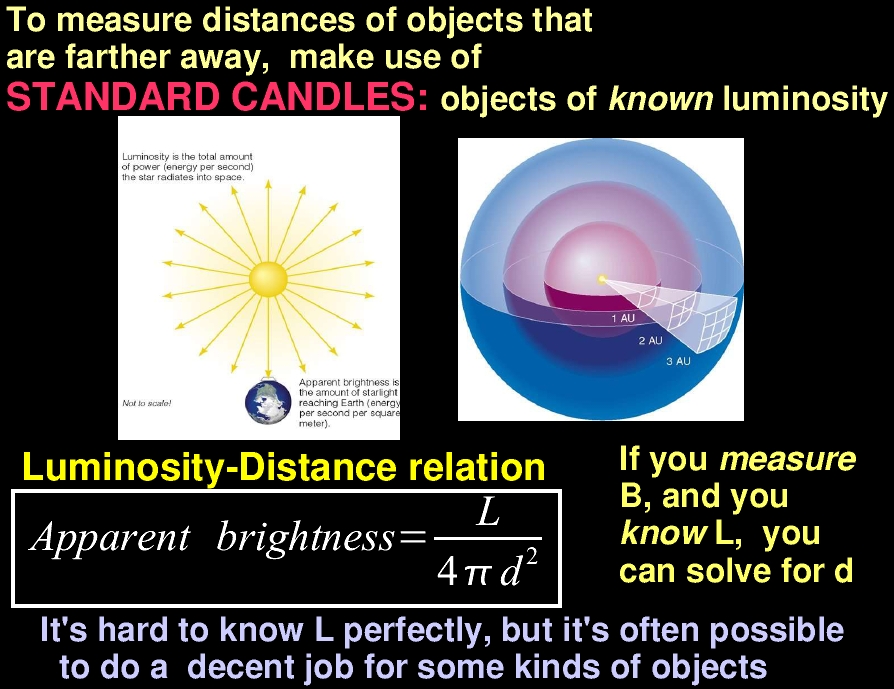 To measure distances of objects that
are farther away, make use of
STANDARD CANDLES: objects of known luminosity
Luminosity is the total amount
of power (energy per second)
the star radiates into space.
Not to scale!
Apparent brightness is
the amount of starlight
reaching Earth (energy
per second per square
meter).
1 AU
2 AU
3 AU
Luminosity-Distance relation
Apparent brightness= L / 4 π d²
If you measure
B, and you
know L, you
can solve for d
It's hard to know L perfectly, but it's often possible
to do a decent job for some kinds of objects